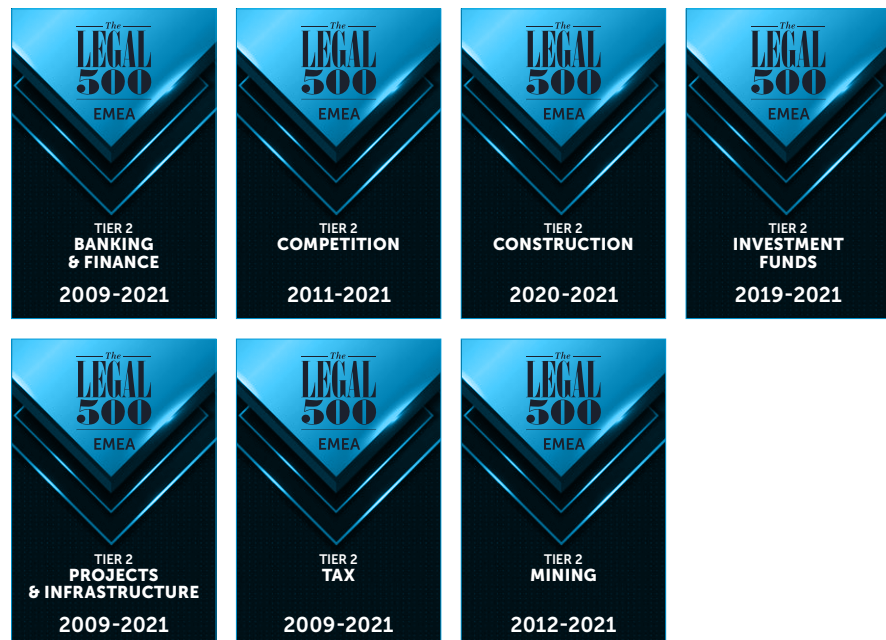 The
LEGAL
500
EMEA
TIER 2
BANKING
& FINANCE
2009-2021
The
LEGAL
500
EMEA
TIER 2
COMPETITION
2011-2021
The
LEGAL
500
EMEA
TIER 2
CONSTRUCTION
2020-2021
The
LEGAL
500
EMEA
TIER 2
INVESTMENT
FUNDS
2019-2021
The
LEGAL
500
EMEA
TIER 2
PROJECTS
& INFRASTRUCTURE
2009-2021
The
LEGAL
500
EMEA
TIER 2
TAX
2009-2021
The
LEGAL
500
EMEA
TIER 2
MINING
2012-2021